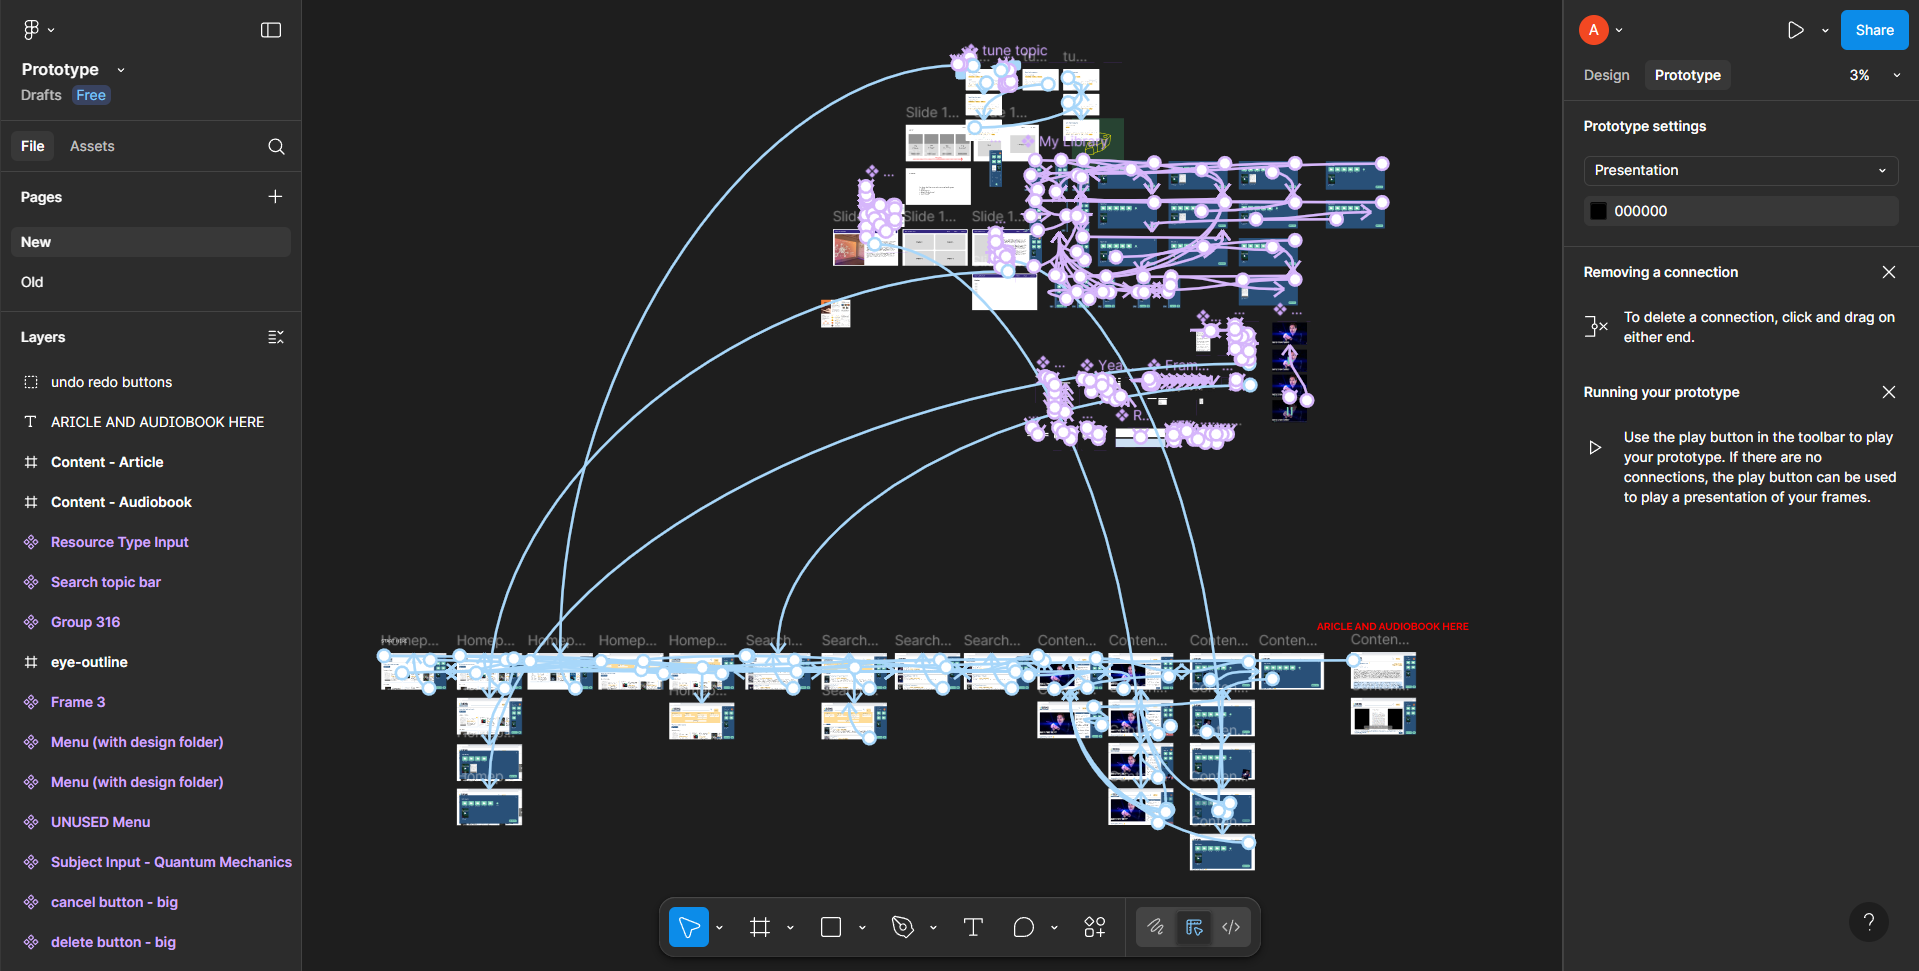 Prototype
Drafts Free
File Assets
Pages
New
Old
Layers
undo redo buttons
ARICLE AND AUDIOBOOK HERE
Content - Article
Content - Audiobook
Resource Type Input
Search topic bar
Group 316
eye-outline
Frame 3
Menu (with design folder)
Menu (with design folder)
UNUSED Menu
Subject Input - Quantum Mechanics
cancel button - big
delete button - big
tune topic
tu...
tu...
Slide 1...
My Library
...
Slide 1...
Slide 1...
...
...
...
Yea...
Fram...
...
R...
ARICLE AND AUDIOBOOK HERE
Homep...
Homep...
Homep...
Homep...
Homep...
Search...
Search...
Search...
Search...
Conten...
Conten...
Conten...
Conten...
Conten...
A
Share
Design Prototype 3%
Prototype settings
Presentation
000000
Removing a connection
To delete a connection, click and drag on
either end.
Running your prototype
Use the play button in the toolbar to play
your prototype. If there are no
connections, the play button can be used
to play a presentation of your frames.
?